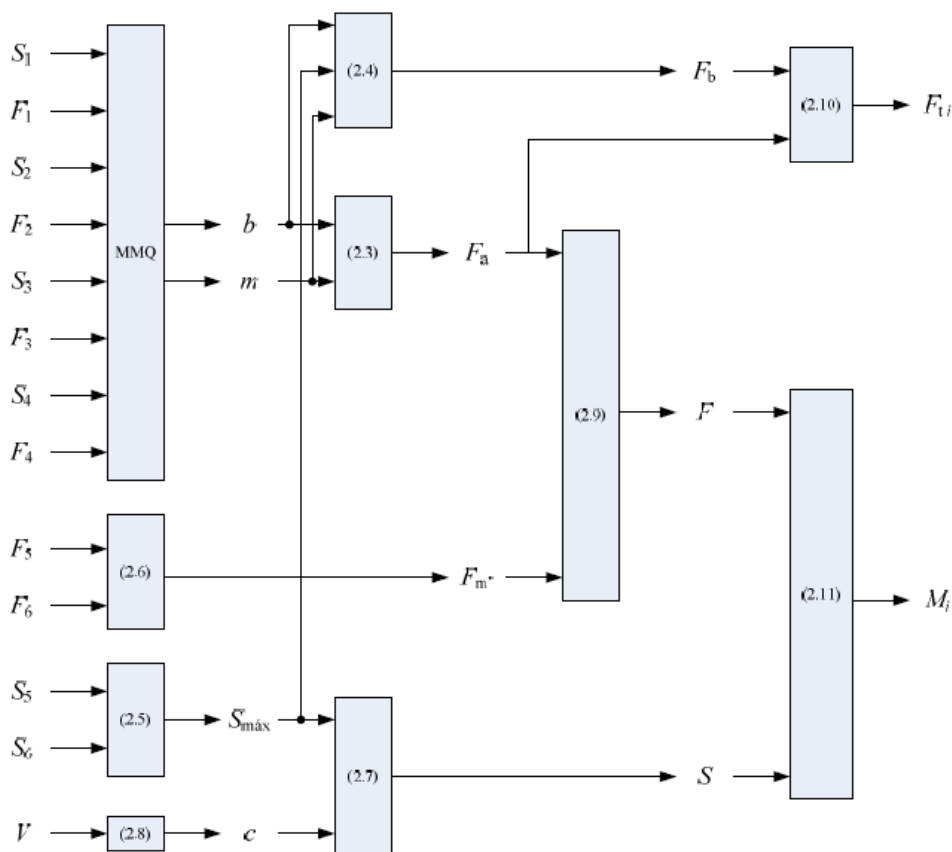 S1
F1
S2
F2
S3
F3
S4
F4
MMQ
b
m
(2.4)
(2.3)
Fb
Fa
(2.10)
Ft i
F5
F6
(2.6)
Fm*
(2.9)
F
(2.11)
Mi
S5
S6
(2.5)
Smáx
(2.7)
S
V
(2.8)
c